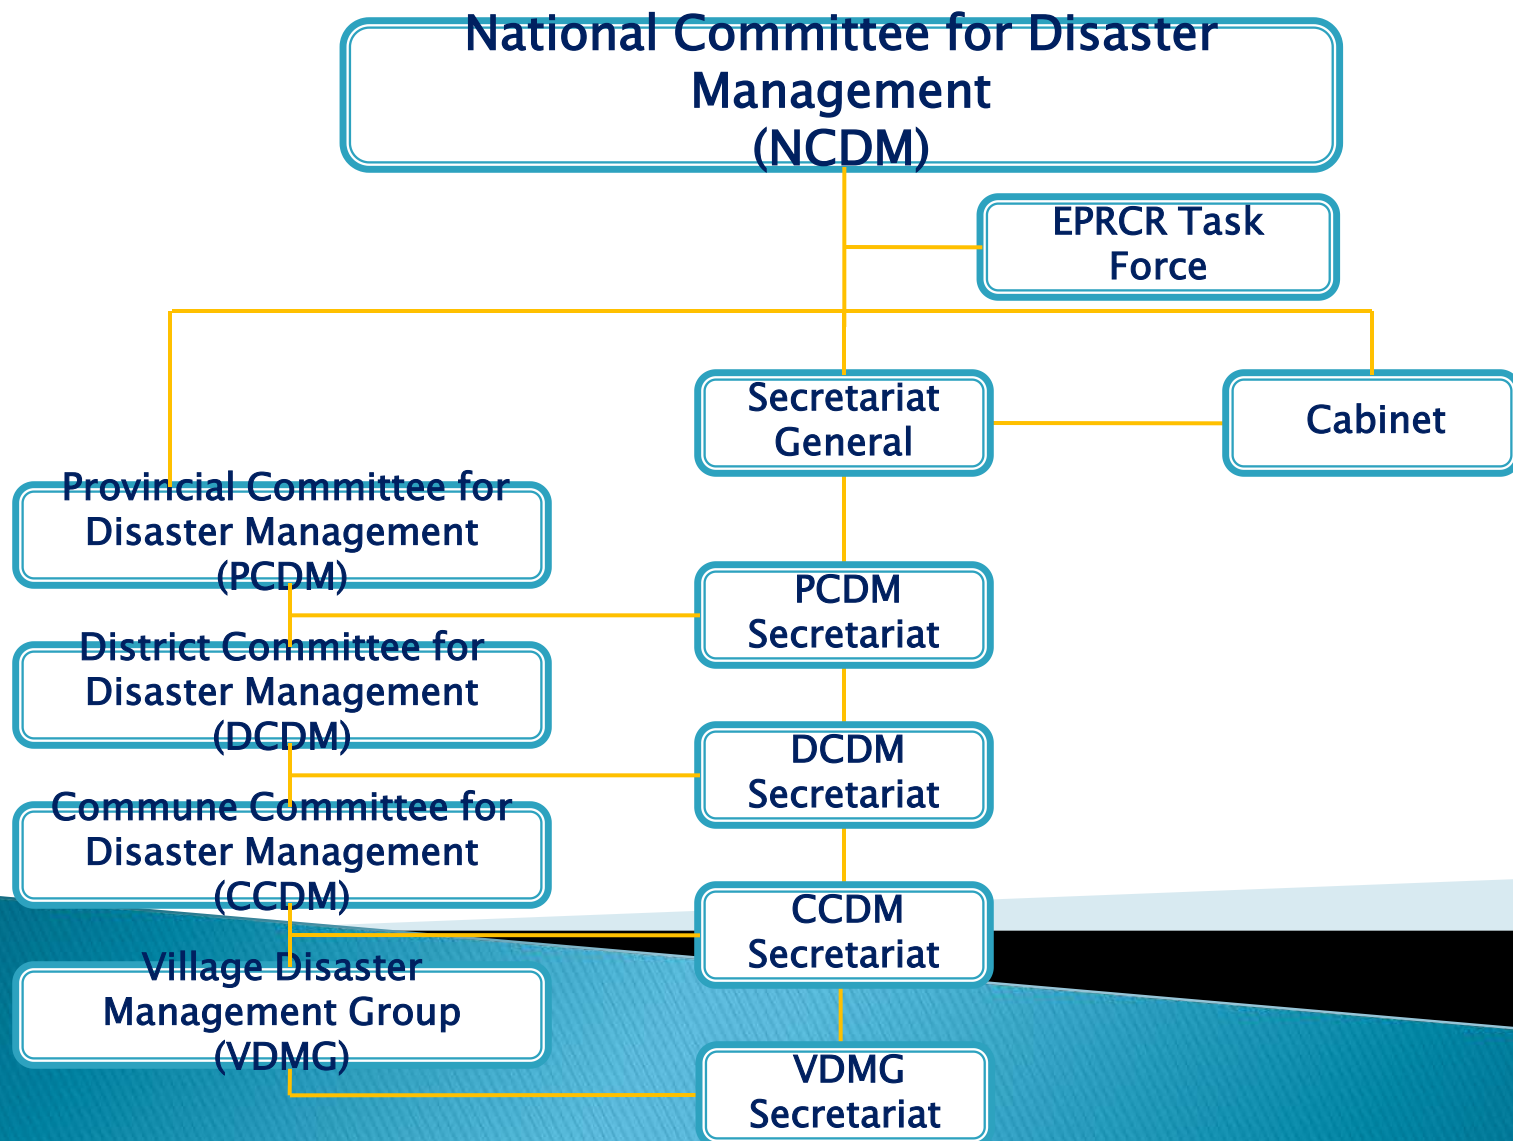 National Committee for Disaster
Management
(NCDM)
EPRCR Task
Force
Secretariat
General
Cabinet
Provincial Committee for
Disaster Management
(PCDM)
PCDM
Secretariat
District Committee for
Disaster Management
(DCDM)
DCDM
Secretariat
Commune Committee for
Disaster Management
(CCDM)
CCDM
Secretariat
Village Disaster
Management Group
(VDMG)
VDMG
Secretariat